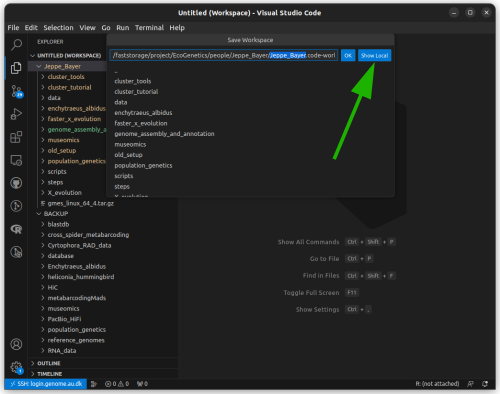 Untitled (Workspace) - Visual Studio Code
File Edit Selection View Go Run Terminal Help
EXPLORER
UNTITLED (WORKSPACE)
Jeppe_Bayer
cluster_tools
cluster_tutorial
data
enchytraeus_albidus
faster_x_evolution
genome_assembly_a
museomics
old_setup
population_genetics
scripts
steps
X_evolution
gmes_linux_64_4.tar.gz
BACKUP
blastdb
cross_spider_metabarcoding
Cyrtophora_RAD_data
database
Enchytraeus_albidus
heliconia_hummingbird
HiC
metabarcodingMads
museomics
PacBio_HiFi
population_genetics
reference_genomes
RNA_data
OUTLINE
TIMELINE
Save Workspace
/faststorage/project/EcoGenetics/people/Jeppe_Bayer/Jeppe_Bayer.code-worl
OK
Show Local
..
cluster_tools
cluster_tutorial
data
enchytraeus_albidus
faster_x_evolution
genome_assembly_and_annotation
museomics
old_setup
population_genetics
scripts
steps
X_evolution
Show All Commands Ctrl + Shift + P
Go to File Ctrl + P
Find in Files Ctrl + Shift + F
Toggle Full Screen F11
Show Settings Ctrl + ,
SSH: login.genome.au.dk 0 0 0 R: (not attached)